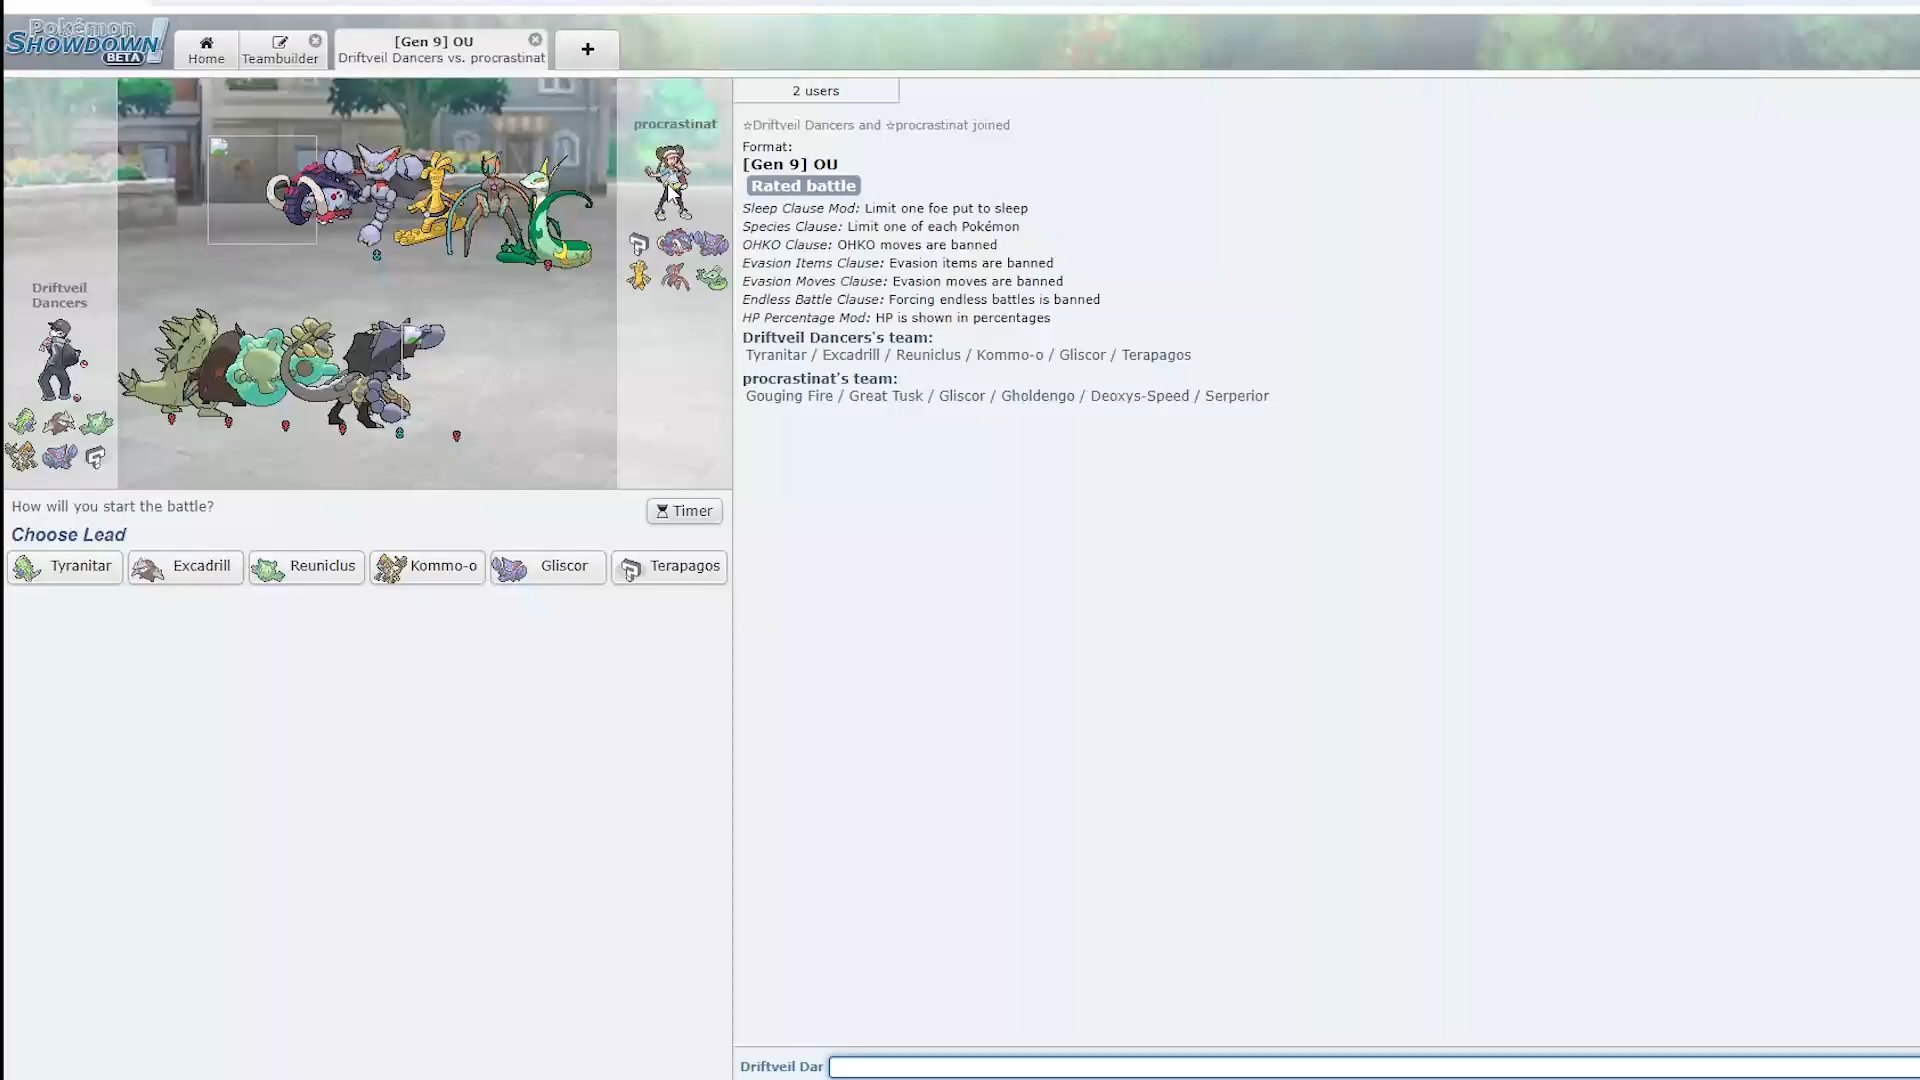 Pokémon
SHOWDOWN!
BETA
Home
Teambuilder
[Gen 9] OU
Driftveil Dancers vs. procrastinat
+
procrastinat
Driftveil
Dancers
How will you start the battle?
Timer
Choose Lead
Tyranitar
Excadrill
Reuniclus
Kommo-o
Gliscor
Terapagos
2 users
☆Driftveil Dancers and ☆procrastinat joined
Format:
[Gen 9] OU
Rated battle
Sleep Clause Mod: Limit one foe put to sleep
Species Clause: Limit one of each Pokémon
OHKO Clause: OHKO moves are banned
Evasion Items Clause: Evasion items are banned
Evasion Moves Clause: Evasion moves are banned
Endless Battle Clause: Forcing endless battles is banned
HP Percentage Mod: HP is shown in percentages
Driftveil Dancers's team:
Tyranitar / Excadrill / Reuniclus / Kommo-o / Gliscor / Terapagos
procrastinat's team:
Gouging Fire / Great Tusk / Gliscor / Gholdengo / Deoxys-Speed / Serperior
Driftveil Dar